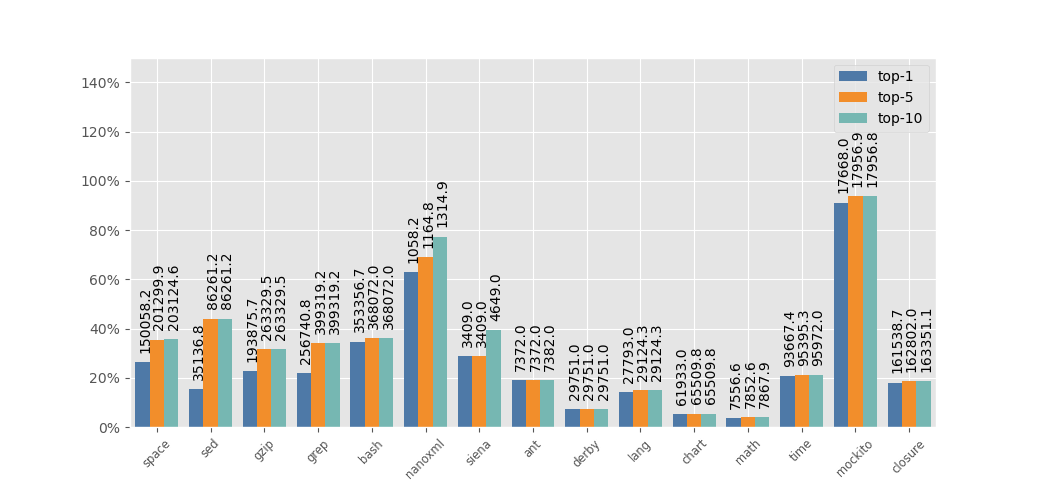 140%
120%
100%
80%
60%
40%
20%
0%
top-1
top-5
top-10
150058.2
201299.9
203124.6
35136.8
86261.2
86261.2
193875.7
263329.5
263329.5
256740.8
399319.2
399319.2
353356.7
368072.0
368072.0
1058.2
1164.8
1314.9
3409.0
3409.0
4649.0
7372.0
7372.0
7382.0
29751.0
29751.0
29751.0
27793.0
29124.3
29124.3
61933.0
65509.8
65509.8
7556.6
7852.6
7867.9
93667.4
95395.3
95972.0
17668.0
17956.9
17956.8
161538.7
162802.0
163351.1
space
sed
gzip
grep
bash
nanoxml
siena
ant
derby
lang
chart
math
time
mockito
closure